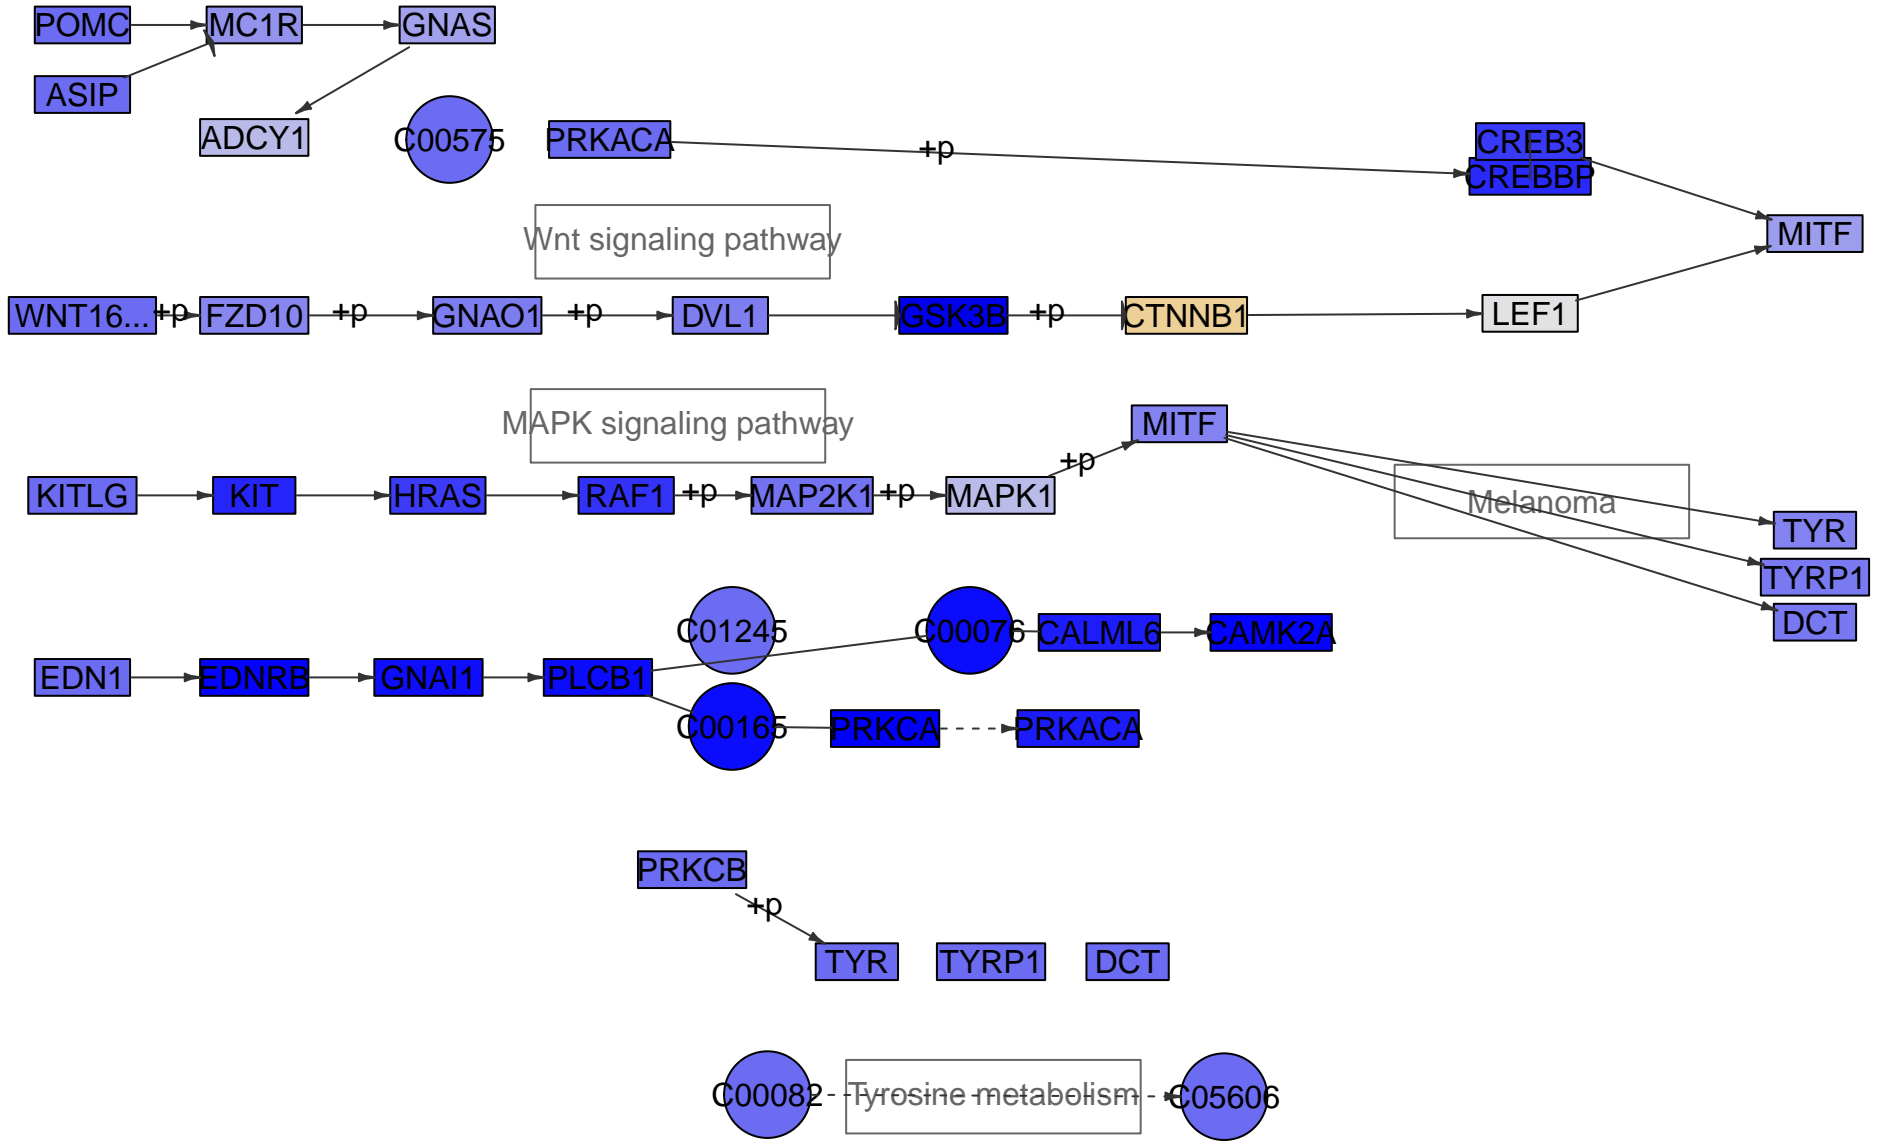 POMC
MC1R
GNAS
ASIP
ADCY1
C00575
PRKACA
+p
CREB3
CREBBP
Wnt signaling pathway
MITF
WNT16...
+p
FZD10
+p
GNAO1
+p
DVL1
GSK3B
+p
CTNNB1
LEF1
MAPK signaling pathway
MITF
+p
KITLG
KIT
HRAS
RAF1
+p
MAP2K1
+p
MAPK1
Melanoma
TYR
TYRP1
DCT
C01245
C00076
CALML6
CAMK2A
EDN1
EDNRB
GNAI1
PLCB1
C00165
PRKCA
PRKACA
PRKCB
+p
TYR
TYRP1
DCT
C00082
Tyrosine metabolism
C05606